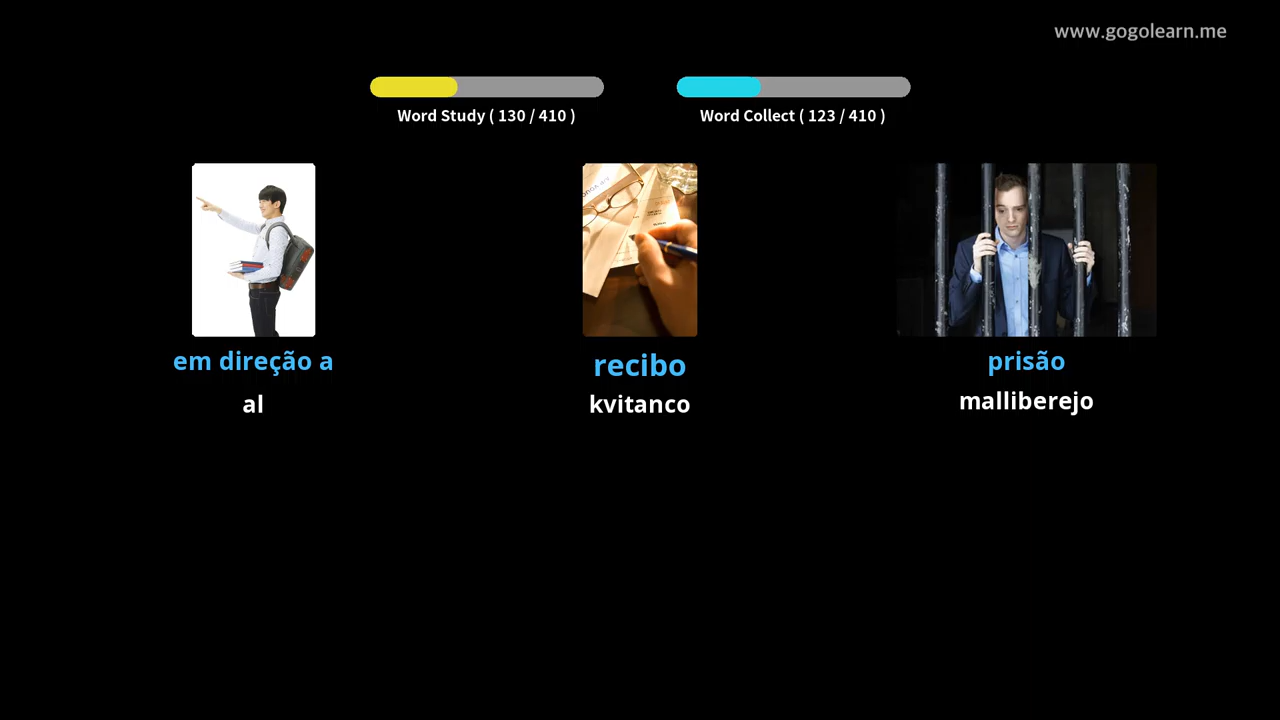 www.gogolearn.me
Word Study ( 130 / 410 )
Word Collect ( 123 / 410 )
em direção a
recibo
prisão
al
kvitanco
malliberejo